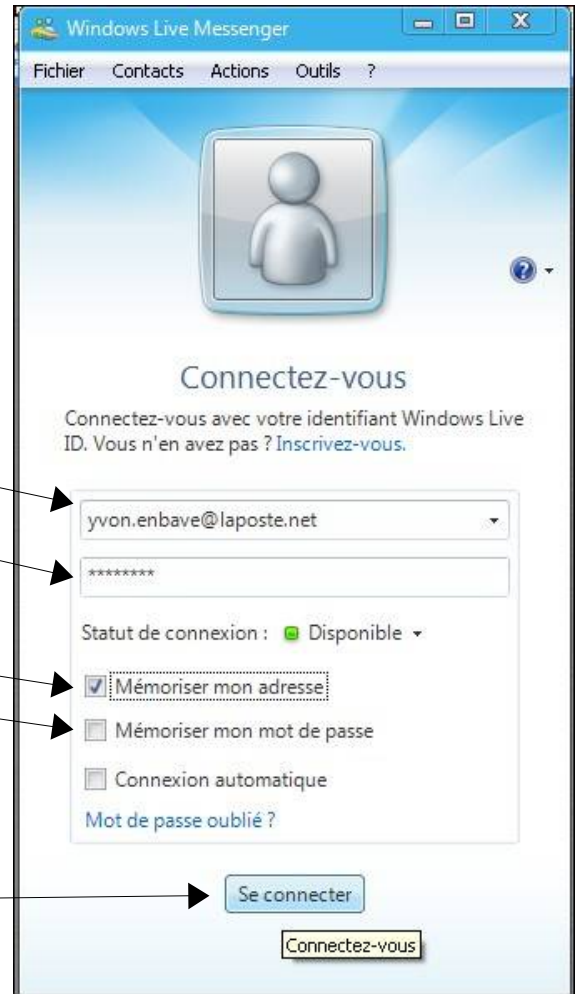 Windows Live Messenger
Fichier Contacts Actions Outils ?
Connectez-vous
Connectez-vous avec votre identifiant Windows Live
ID. Vous n'en avez pas ? Inscrivez-vous.
yvon.enbave@laposte.net
********
Statut de connexion : Disponible
Mémoriser mon adresse
Mémoriser mon mot de passe
Connexion automatique
Mot de passe oublié ?
Se connecter
Connectez-vous